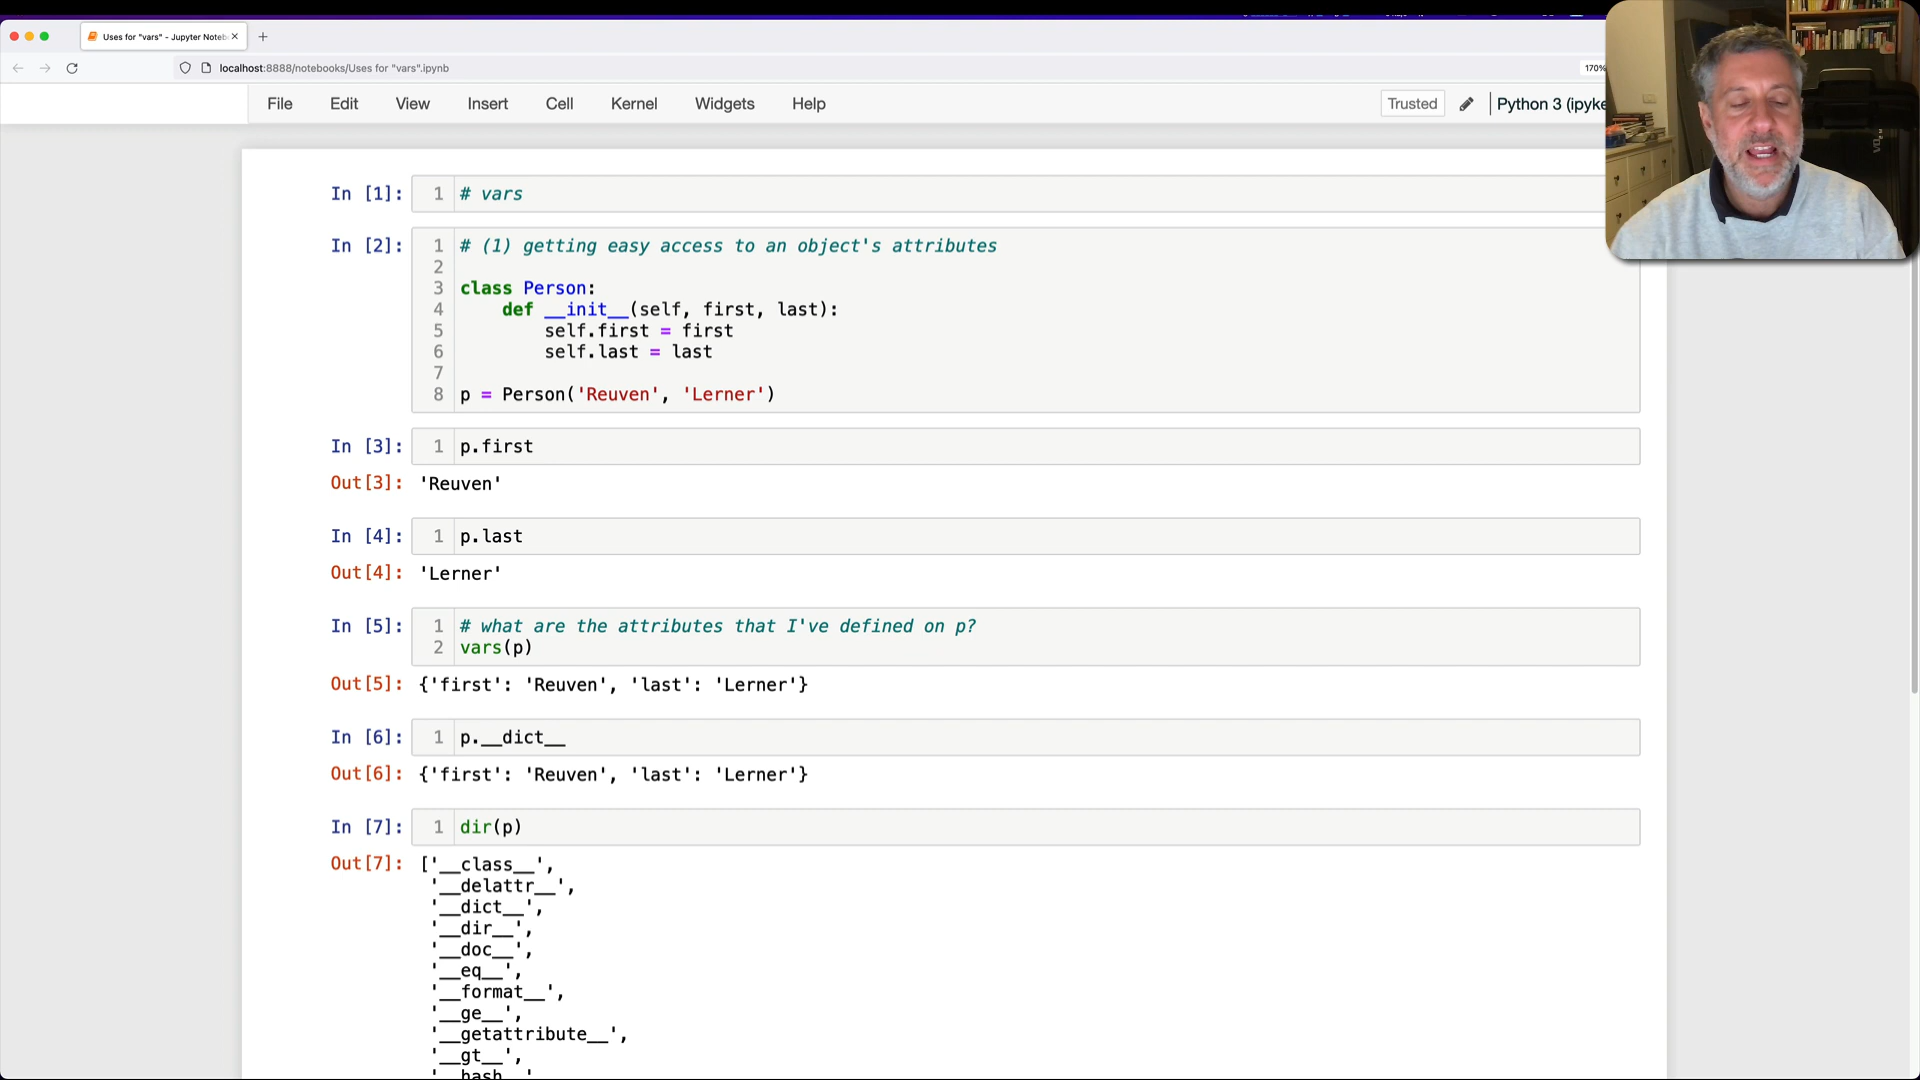 Uses for "vars" - Jupyter Noteb
localhost:8888/notebooks/Uses for "vars".ipynb
170%
File Edit View Insert Cell Kernel Widgets Help
Trusted
Python 3 (ipyke
In [1]: 1 # vars
In [2]: 1 # (1) getting easy access to an object's attributes
2
3 class Person:
4 def __init__(self, first, last):
5 self.first = first
6 self.last = last
7
8 p = Person('Reuven', 'Lerner')
In [3]: 1 p.first
Out[3]: 'Reuven'
In [4]: 1 p.last
Out[4]: 'Lerner'
In [5]: 1 # what are the attributes that I've defined on p?
2 vars(p)
Out[5]: {'first': 'Reuven', 'last': 'Lerner'}
In [6]: 1 p.__dict__
Out[6]: {'first': 'Reuven', 'last': 'Lerner'}
In [7]: 1 dir(p)
Out[7]: ['__class__',
'__delattr__',
'__dict__',
'__dir__',
'__doc__',
'__eq__',
'__format__',
'__ge__',
'__getattribute__',
'__gt__',